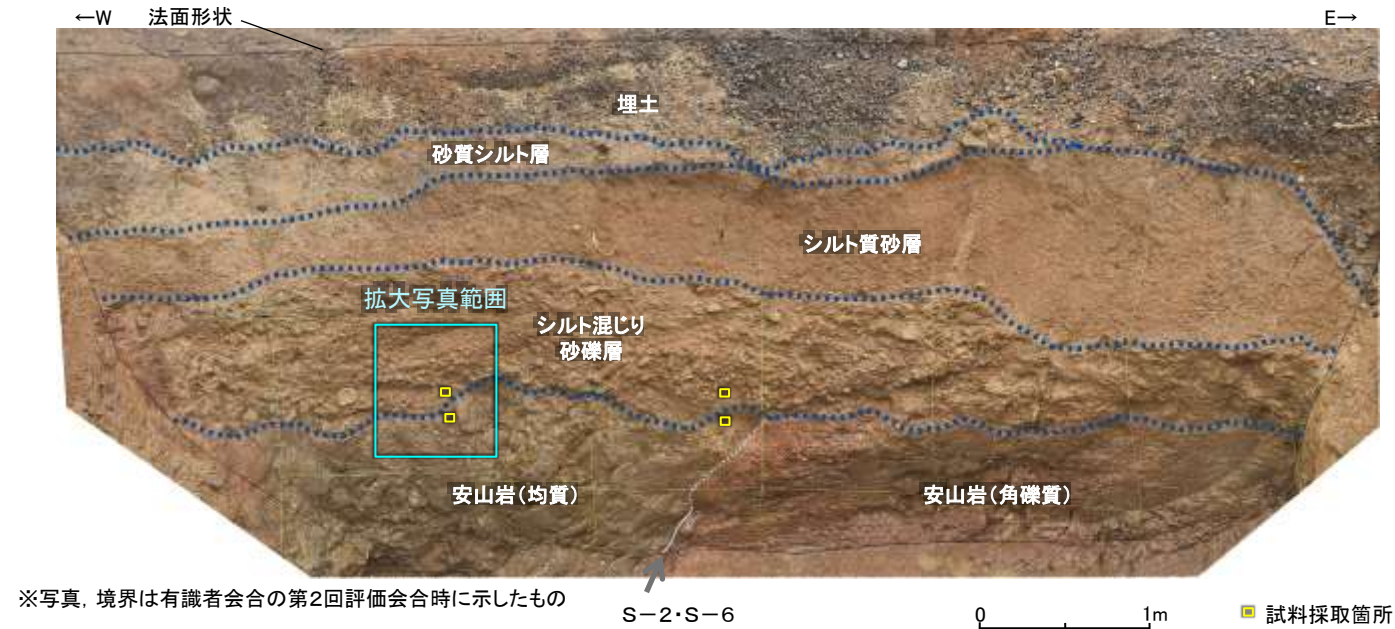 ←W
法面形状
E→
埋土
砂質シルト層
シルト質砂層
拡大写真範囲
シルト混じり
砂礫層
安山岩(均質)
安山岩(角礫質)
※写真,境界は有識者会合の第2回評価会合時に示したもの
S-2・S-6
0
1m
試料採取箇所